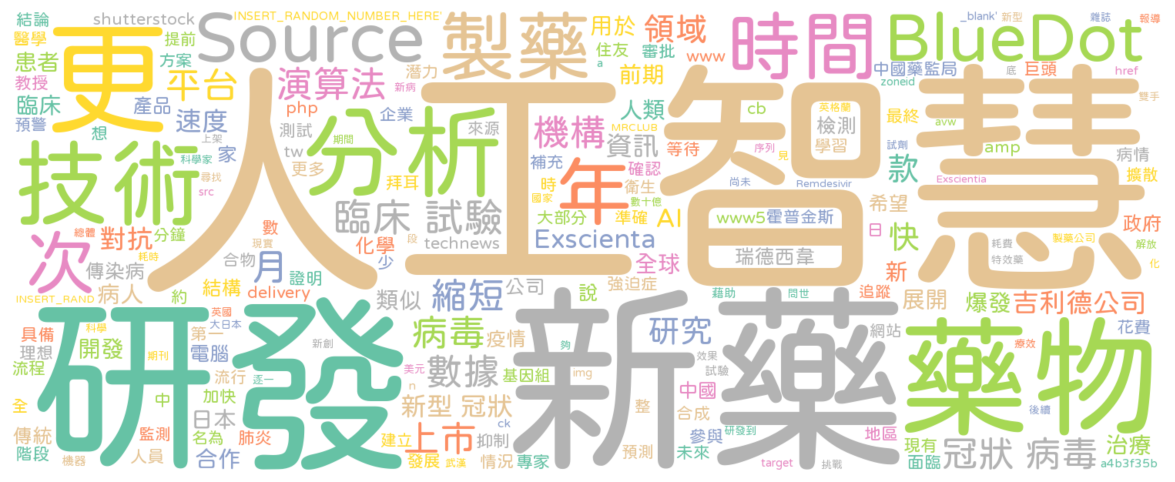 結論 shutterstock INSERT_RANDOM_NUMBER_HERE' _blank' 新型 雜誌 報導
醫學 提前 更 Source 製藥 用於 領域 時間 BlueDot
患者 方案 住友 審批 www a 中國藥監局 底 巨頭 href
教授 平台 演算法 潛力 前期 zoneid 新病 雙手
臨床 產品 php 企業 人類 cb 英格蘭 最終 avw
預警 想 速度 測試 分析 來源 機構 MRCLUB 資訊 檢測 試劑
技術 上架 家 tw 期間 補充 確認 等待 序列 學習 見 amp 病情
科學家 尋找 更多 拜耳 年 衛生 人工智慧 尚未 Remdesivir 款 Exscientia 擴散
src 臨床 試驗 時 國家 數十億 大部分 準確 AI www5 霍普金斯 希望 政府
次 總體 對抗 分鐘 數 化學 technews Exscienta 日 快 耗費 製藥公司 解放
傳染病 現實 耗時 月 合物 證明 少 段 全球 瑞德西韋 新 特效藥 化
INSERT_RAND 病人 約 結構 delivery 類似 縮短 公司 說 強迫症 藉助 問世 追蹤 展開 爆發 吉利德公司
具備 英國 大日本 第一 病毒 疫情 夠 研究 網站 花費
理想 科學 開發 研發 電腦 新創 數據 新藥 效果 藥物 療效
流程 期刊 流行 逐一 美元 n 基因組 img 試驗
全 中 日本 加快 新型 冠狀 整 中國 合成 後續
傳統 監測 名為 肺炎 建立 上市 ck 抑制 預測 參與 研發到 地區 現有 冠狀 病毒 治療
階段 機器 人員 合作 發展 武漢 情況 專家 未來 target 挑戰 面臨 a4b3f35b